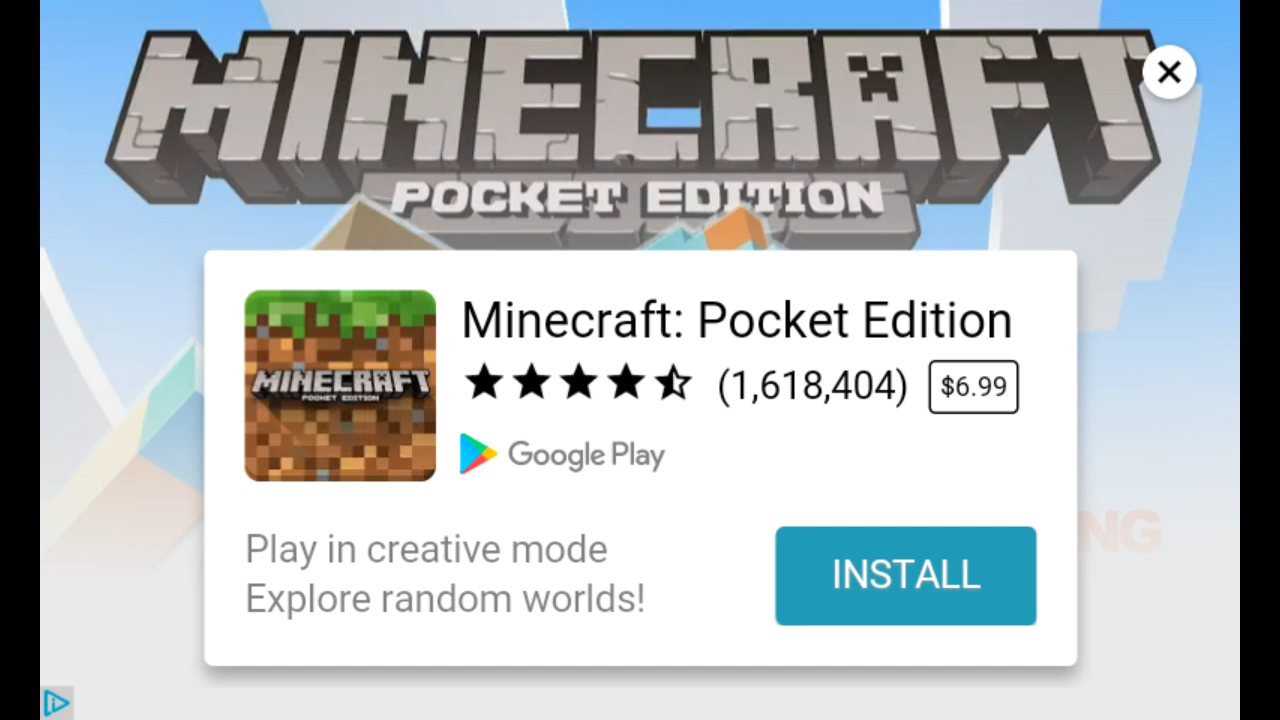 MINECRAFT
POCKET EDITION
MINECRAFT
POCKET EDITION
Minecraft: Pocket Edition
(1,618,404) $6.99
Google Play
NG
Play in creative mode
Explore random worlds!
INSTALL